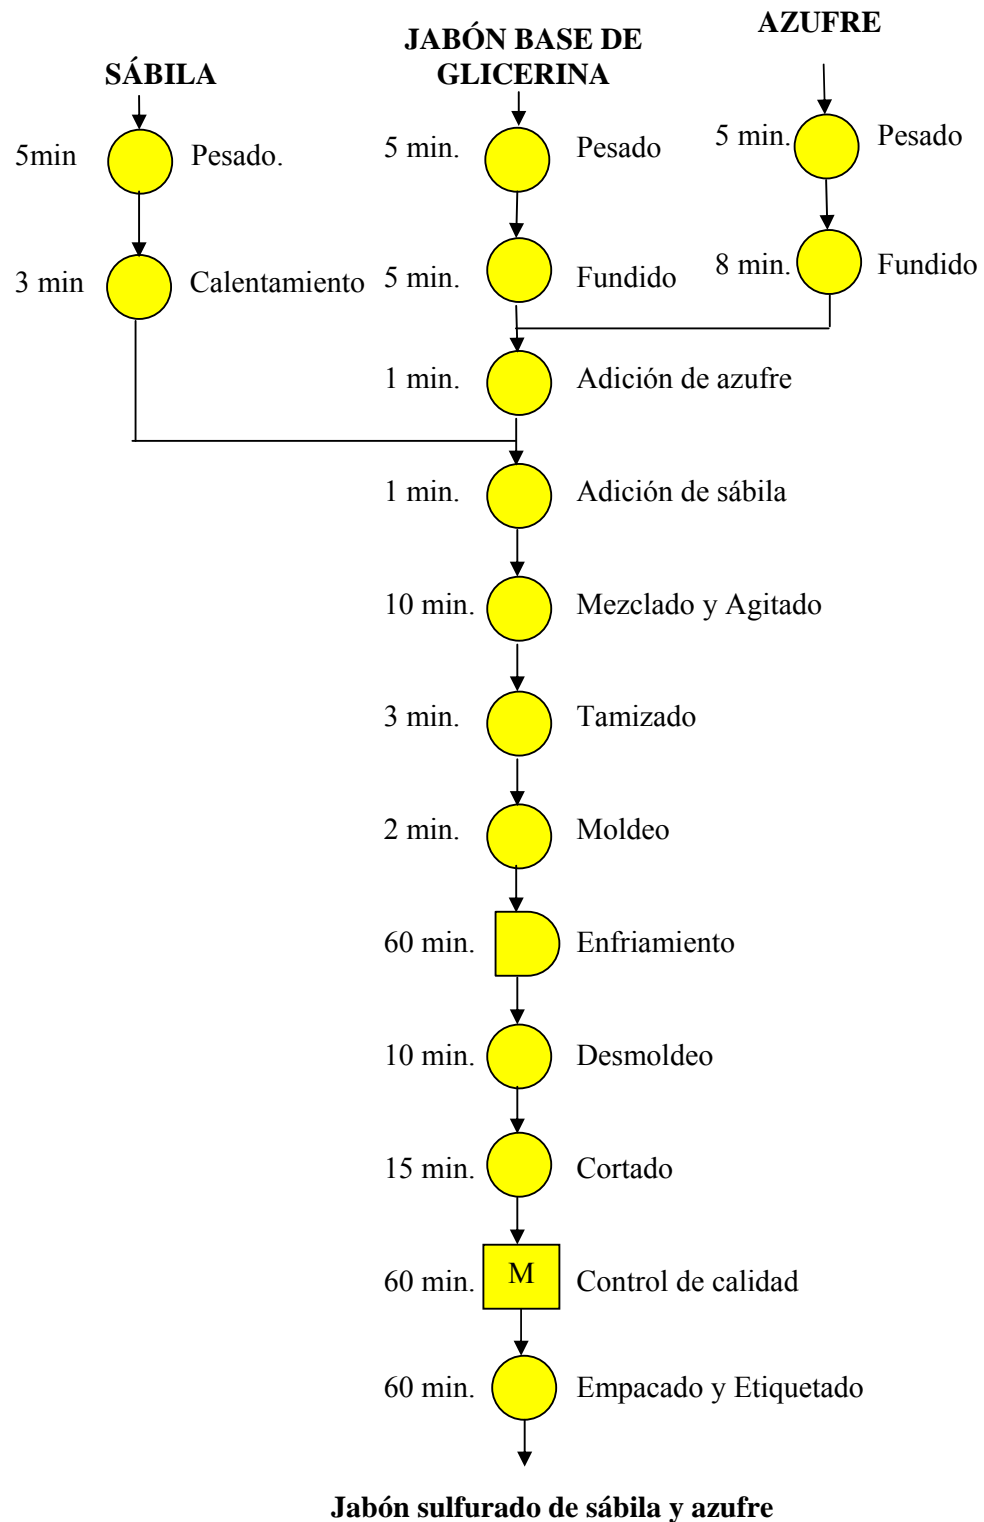 AZUFRE
JABÓN BASE DE
GLICERINA
SÁBILA
5min
Pesado.
5 min.
Pesado
5 min.
Pesado
3 min
Calentamiento
5 min.
Fundido
8 min.
Fundido
1 min.
Adición de azufre
1 min.
Adición de sábila
10 min.
Mezclado y Agitado
3 min.
Tamizado
2 min.
Moldeo
60 min.
Enfriamiento
10 min.
Desmoldeo
15 min.
Cortado
60 min.
M
Control de calidad
60 min.
Empacado y Etiquetado
Jabón sulfurado de sábila y azufre